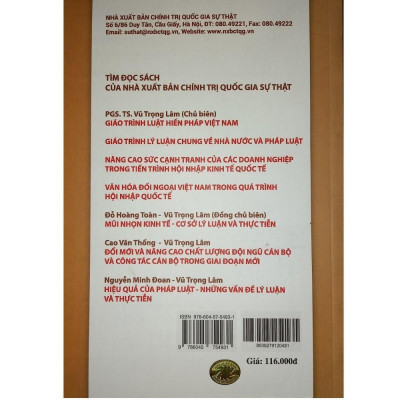 NHÀ XUẤT BẢN CHÍNH TRỊ QUỐC GIA SỰ THẬT
Số 6/86 Duy Tân, Cầu Giấy, Hà Nội, ĐT: 080.49221, Fax: 080.49222
Email: suthat@nxbctqg.vn, Website: www.nxbctqg.vn
TÌM ĐỌC SÁCH
CỦA NHÀ XUẤT BẢN CHÍNH TRỊ QUỐC GIA SỰ THẬT
PGS. TS. Vũ Trọng Lâm (Chủ biên)
GIÁO TRÌNH LUẬT HIẾN PHÁP VIỆT NAM
GIÁO TRÌNH LÝ LUẬN CHUNG VỀ NHÀ NƯỚC VÀ PHÁP LUẬT
NÂNG CAO SỨC CẠNH TRANH CỦA CÁC DOANH NGHIỆP
TRONG TIẾN TRÌNH HỘI NHẬP KINH TẾ QUỐC TẾ
VĂN HÓA ĐỐI NGOẠI VIỆT NAM TRONG QUÁ TRÌNH
HỘI NHẬP QUỐC TẾ
Đỗ Hoàng Toàn - Vũ Trọng Lâm (Đồng chủ biên)
MŨI NHỌN KINH TẾ - CƠ SỞ LÝ LUẬN VÀ THỰC TIỄN
Cao Văn Thống - Vũ Trọng Lâm
ĐỔI MỚI VÀ NÂNG CAO CHẤT LƯỢNG ĐỘI NGŨ CÁN BỘ
VÀ CÔNG TÁC CÁN BỘ TRONG GIAI ĐOẠN MỚI
Nguyễn Minh Đoan - Vũ Trọng Lâm
HIỆU QUẢ CỦA PHÁP LUẬT - NHỮNG VẤN ĐỀ LÝ LUẬN
VÀ THỰC TIỄN
Giá: 116.000đ